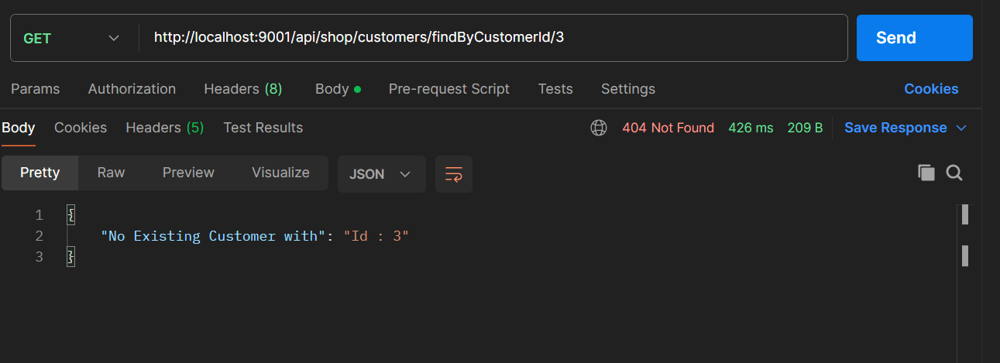 GET http://localhost:9001/api/shop/customers/findByCustomerId/3 Send
Params Authorization Headers (8) Body Pre-request Script Tests Settings Cookies
Body Cookies Headers (5) Test Results 404 Not Found 426 ms 209 B Save Response
Pretty Raw Preview Visualize JSON
1 {
2 "No Existing Customer with": "Id : 3"
3 }